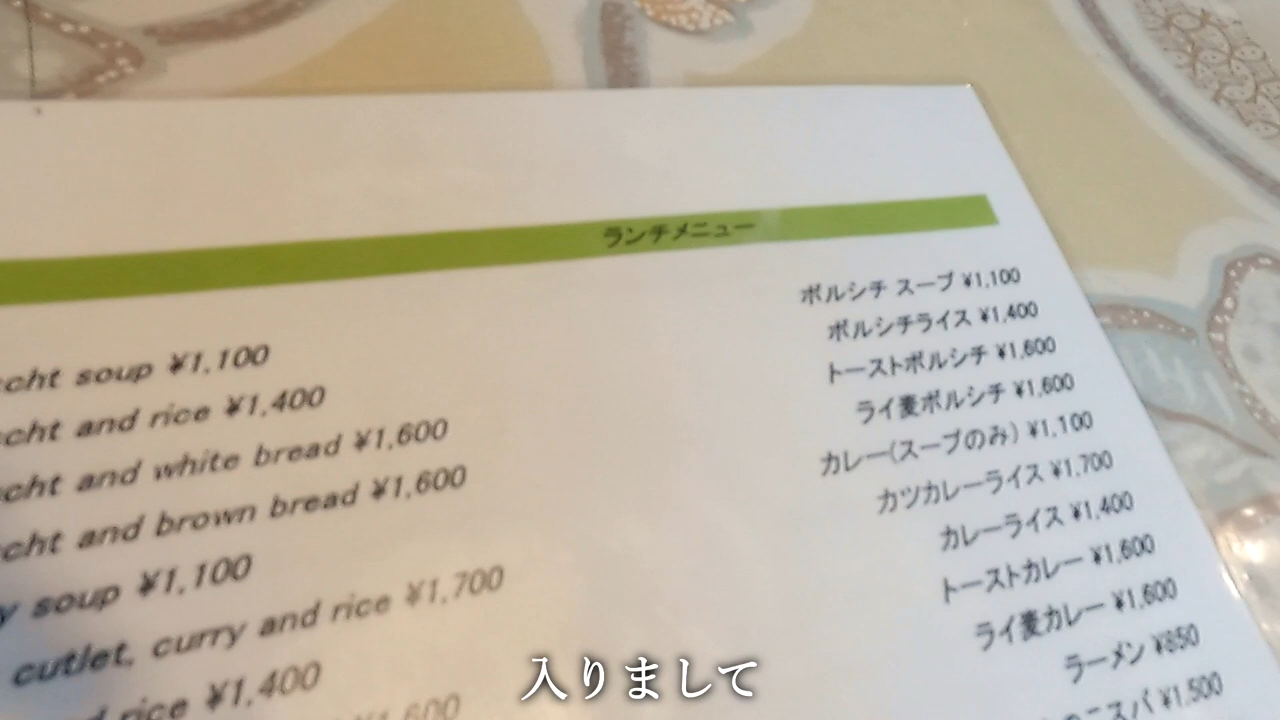 ランチメニュー
soup ¥1,100
and rice ¥1,400
and white bread ¥1,600
and brown bread ¥1,600
soup ¥1,100
cutlet, curry and rice ¥1,700
rice ¥1,400
ボルシチ スープ ¥1,100
ボルシチライス ¥1,400
トーストボルシチ ¥1,600
ライ麦ボルシチ ¥1,600
カレー(スープのみ) ¥1,100
カツカレーライス ¥1,700
カレーライス ¥1,400
トーストカレー ¥1,600
ライ麦カレー ¥1,600
ラーメン ¥850
¥1,500
入りまして